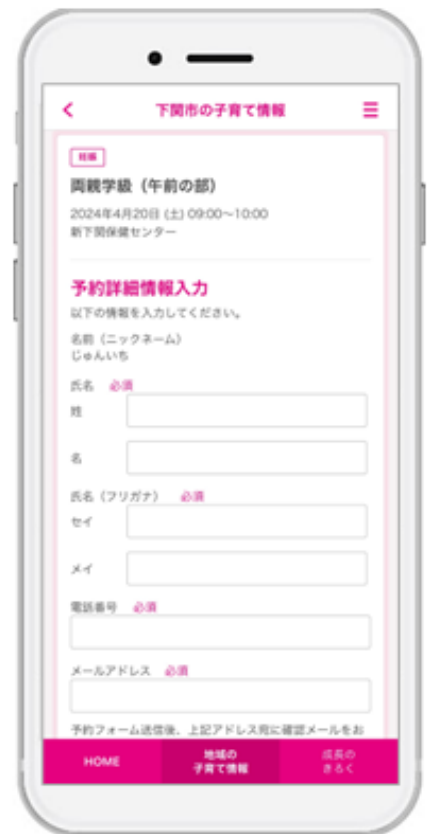 下関市の子育て情報
妊娠
両親学級（午前の部）
2024年4月20日 (土) 09:00〜10:00
新下関保健センター
予約詳細情報入力
以下の情報を入力してください。
名前（ニックネーム）
じゅんいち
氏名 必須
姓
名
氏名（フリガナ） 必須
セイ
メイ
電話番号 必須
メールアドレス 必須
予約フォーム送信後、上記アドレス宛に確認メールをお
HOME
地域の
子育て情報
成長の
きろく